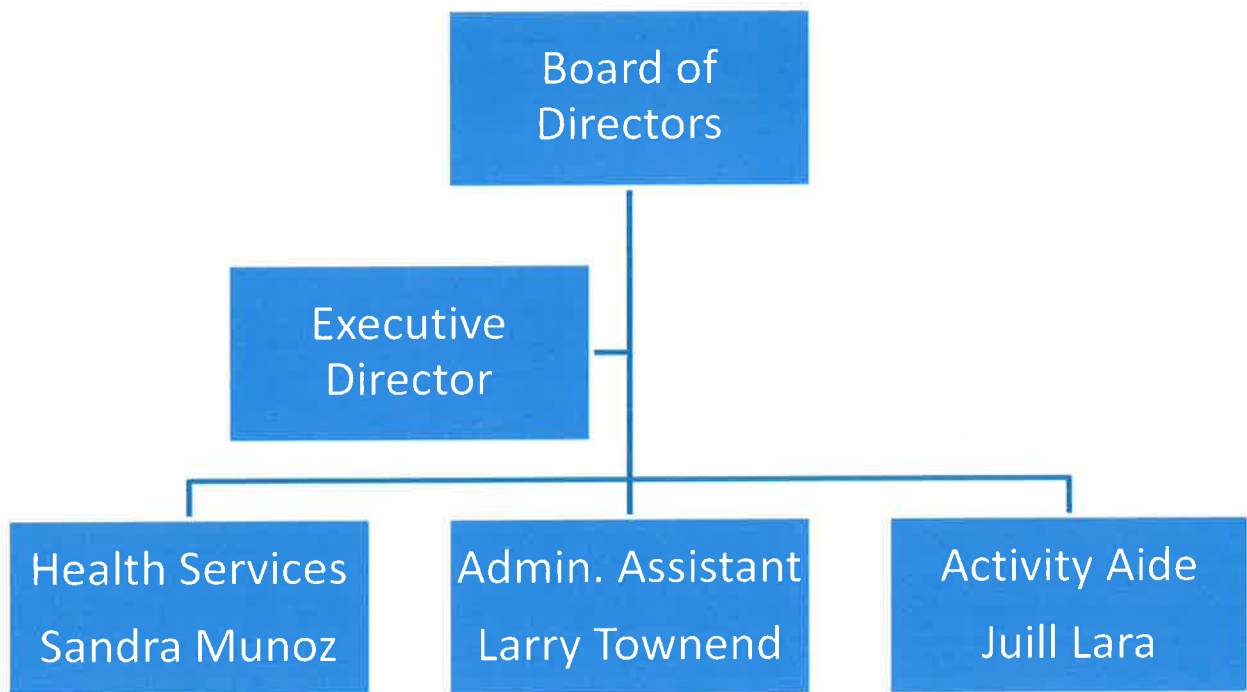 Board of
Directors
Executive
Director
Health Services
Sandra Munoz
Admin. Assistant
Larry Townend
Activity Aide
Juill Lara